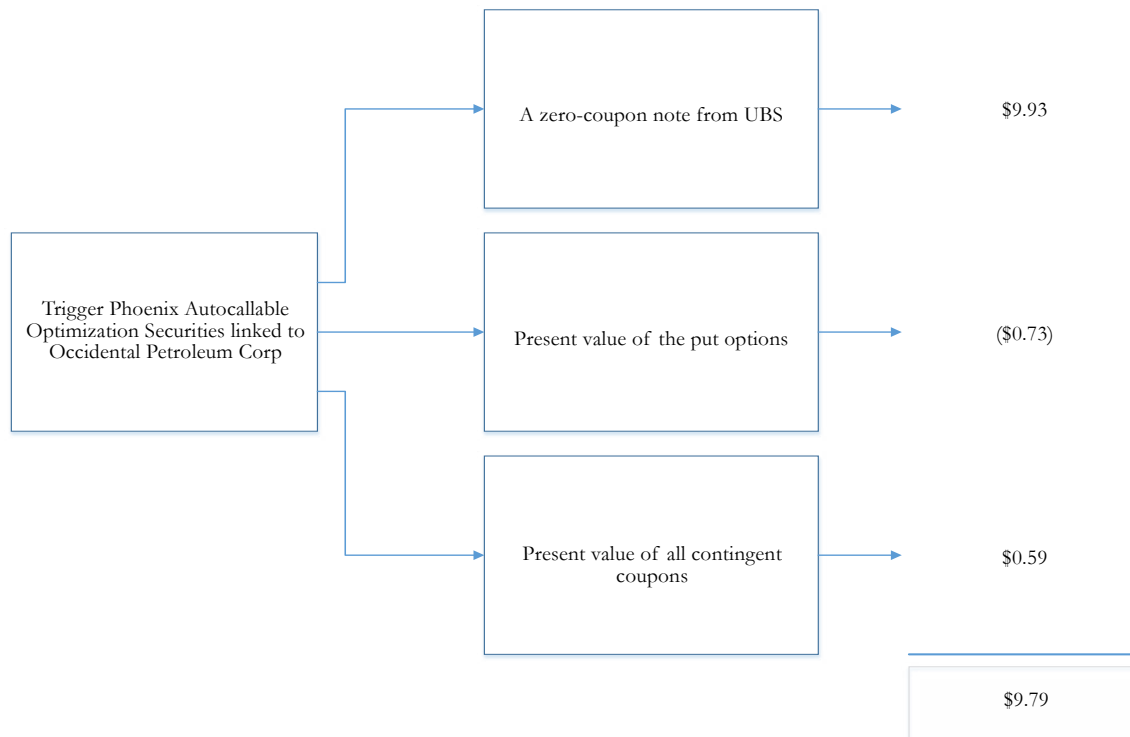 A zero-coupon note from UBS
$9.93
Trigger Phoenix Autocallable
Optimization Securities linked to
Occidental Petroleum Corp
Present value of the put options
($0.73)
Present value of all contingent
coupons
$0.59
$9.79